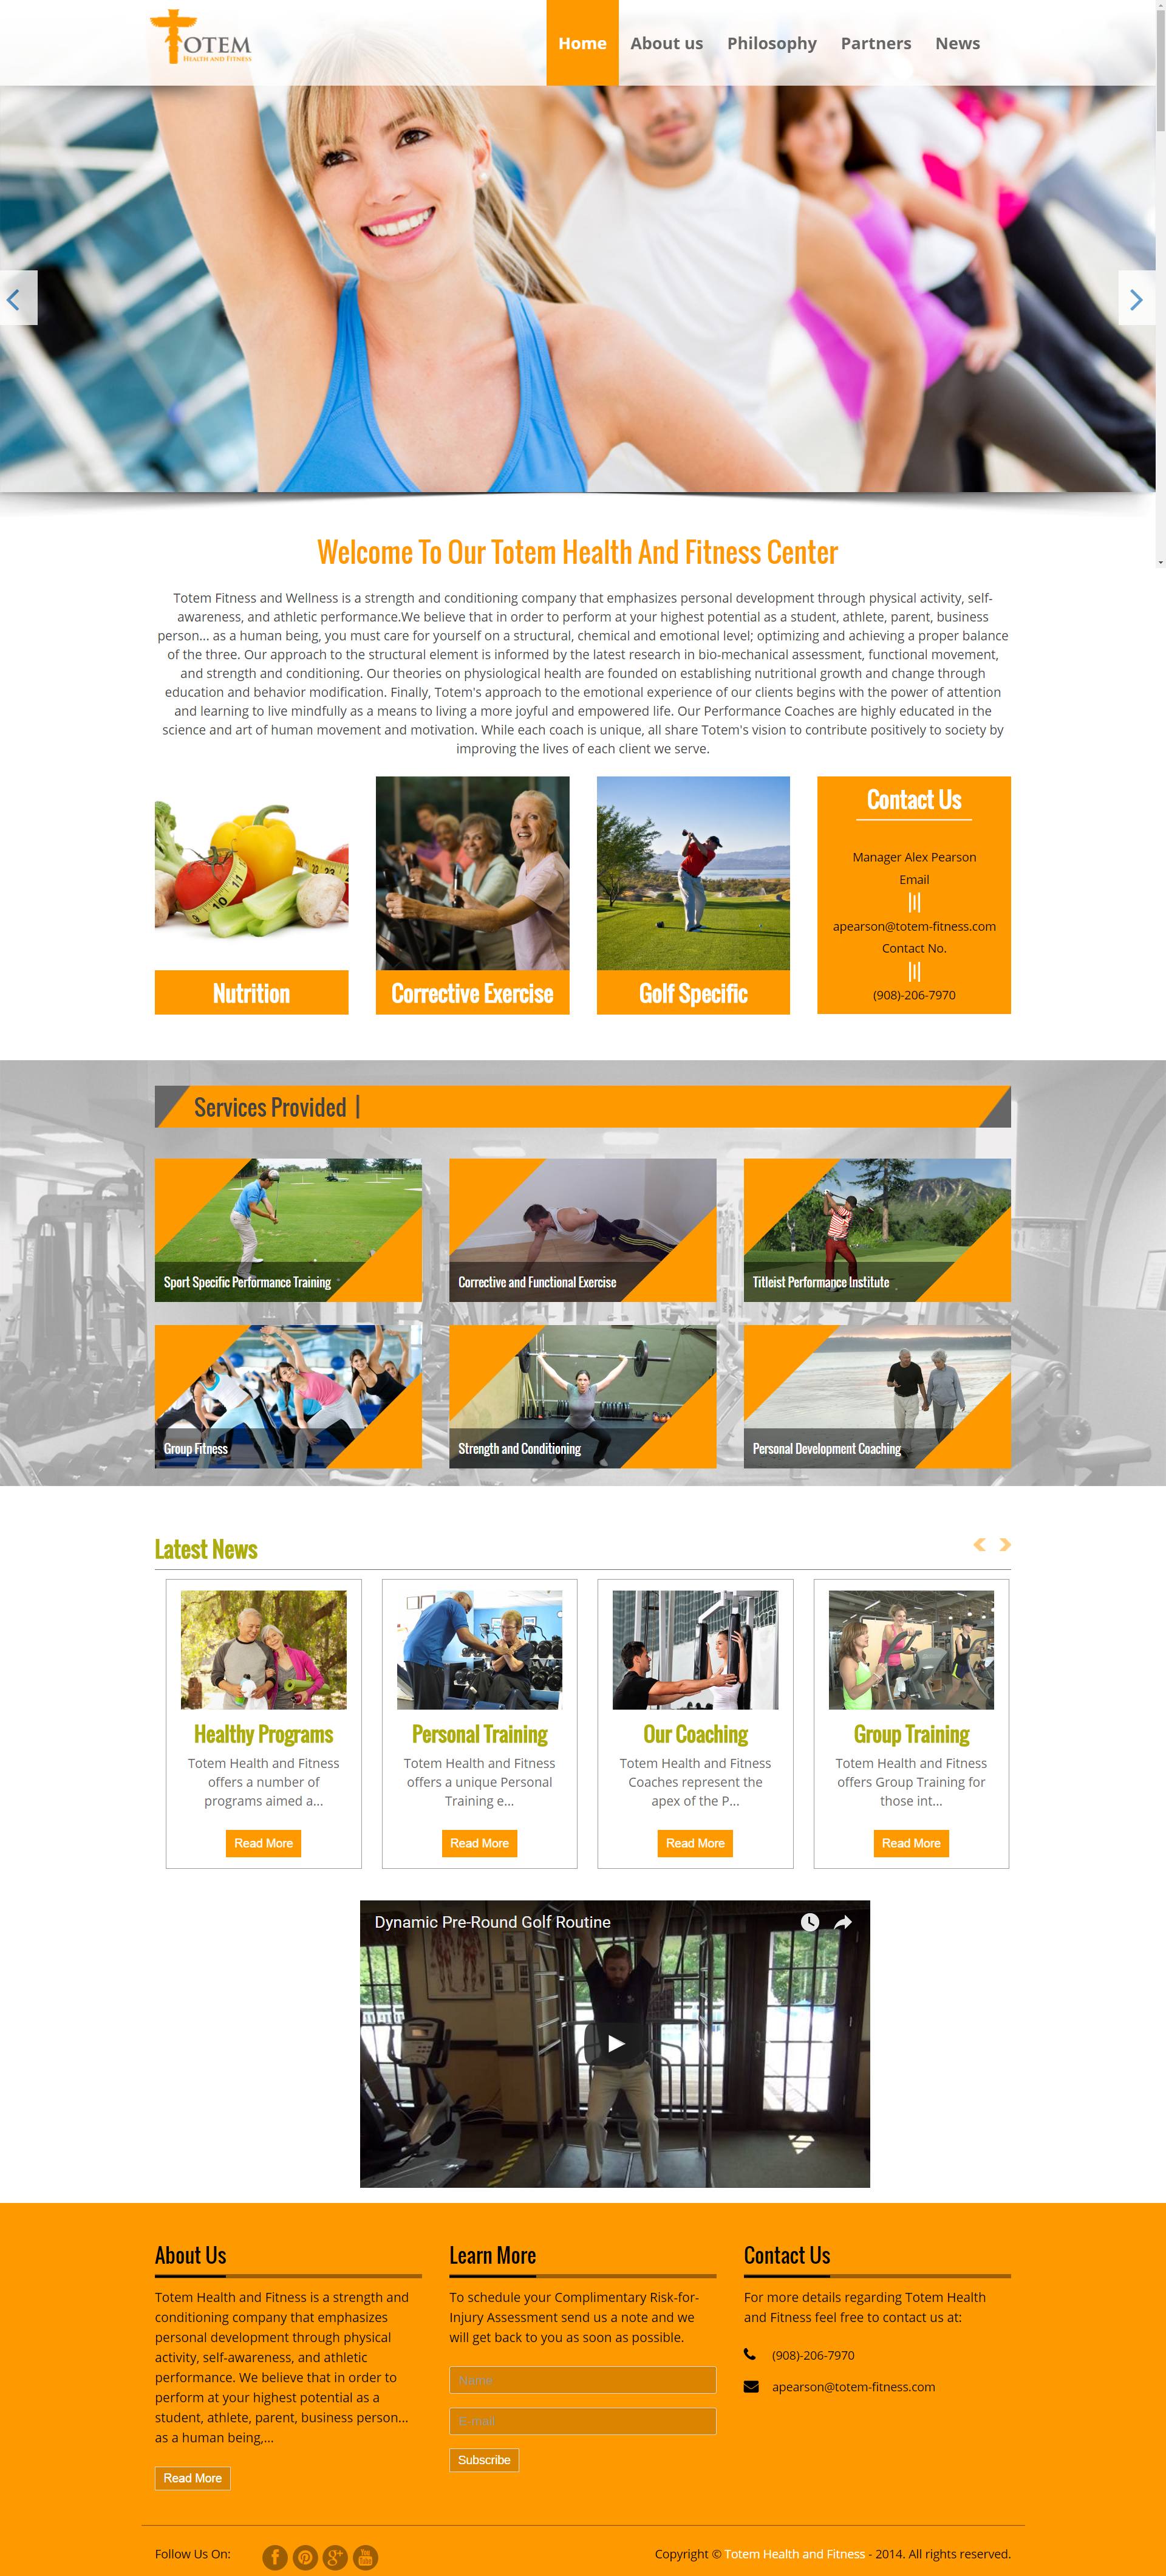 TOTEM
HEALTH AND FITNESS
Home
About us
Philosophy
Partners
News
Welcome To Our Totem Health And Fitness Center
Totem Fitness and Wellness is a strength and conditioning company that emphasizes personal development through physical activity, self-
awareness, and athletic performance.We believe that in order to perform at your highest potential as a student, athlete, parent, business
person... as a human being, you must care for yourself on a structural, chemical and emotional level; optimizing and achieving a proper balance
of the three. Our approach to the structural element is informed by the latest research in bio-mechanical assessment, functional movement,
and strength and conditioning. Our theories on physiological health are founded on establishing nutritional growth and change through
education and behavior modification. Finally, Totem's approach to the emotional experience of our clients begins with the power of attention
and learning to live mindfully as a means to living a more joyful and empowered life. Our Performance Coaches are highly educated in the
science and art of human movement and motivation. While each coach is unique, all share Totem's vision to contribute positively to society by
improving the lives of each client we serve.
Nutrition
Corrective Exercise
Golf Specific
Contact Us
Manager Alex Pearson
Email
apearson@totem-fitness.com
Contact No.
(908)-206-7970
Services Provided |
Sport Specific Performance Training
Corrective and Functional Exercise
Titleist Performance Institute
Group Fitness
Strength and Conditioning
Personal Development Coaching
Latest News
Healthy Programs
Totem Health and Fitness
offers a number of
programs aimed a...
Read More
Personal Training
Totem Health and Fitness
offers a unique Personal
Training e...
Read More
Our Coaching
Totem Health and Fitness
Coaches represent the
apex of the P...
Read More
Group Training
Totem Health and Fitness
offers Group Training for
those int...
Read More
Dynamic Pre-Round Golf Routine
About Us
Totem Health and Fitness is a strength and
conditioning company that emphasizes
personal development through physical
activity, self-awareness, and athletic
performance. We believe that in order to
perform at your highest potential as a
student, athlete, parent, business person...
as a human being,...
Read More
Learn More
To schedule your Complimentary Risk-for-
Injury Assessment send us a note and we
will get back to you as soon as possible.
Name
E-mail
Subscribe
Contact Us
For more details regarding Totem Health
and Fitness feel free to contact us at:
(908)-206-7970
apearson@totem-fitness.com
Follow Us On:
Copyright © Totem Health and Fitness - 2014. All rights reserved.